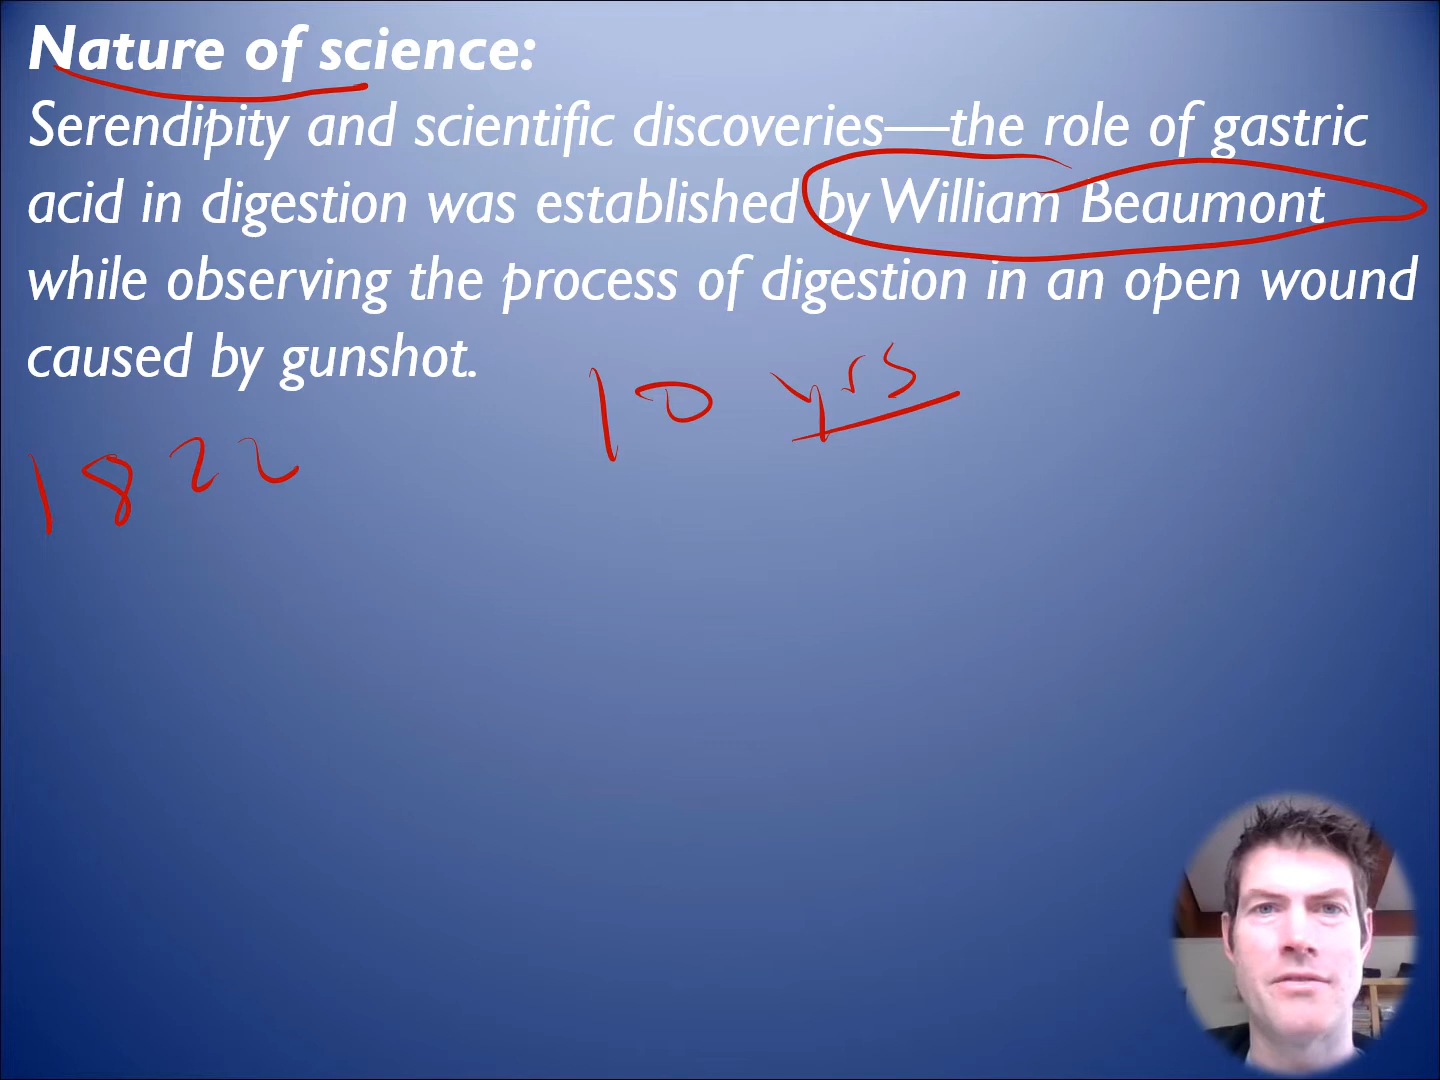 Nature of science:
Serendipity and scientific discoveries—the role of gastric
acid in digestion was established by William Beaumont
while observing the process of digestion in an open wound
caused by gunshot.
10 yrs
1822